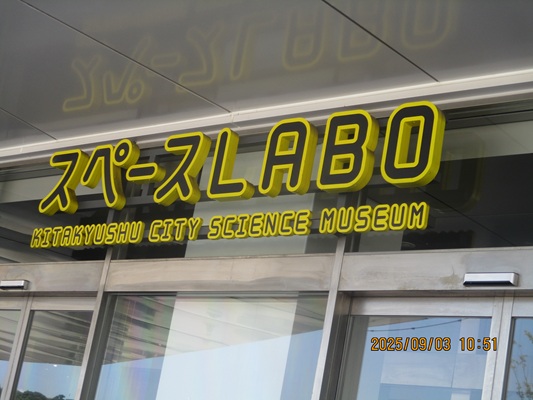 スペースLABO
KITAKYUSHU CITY SCIENCE MUSEUM
2025/09/03 10:51